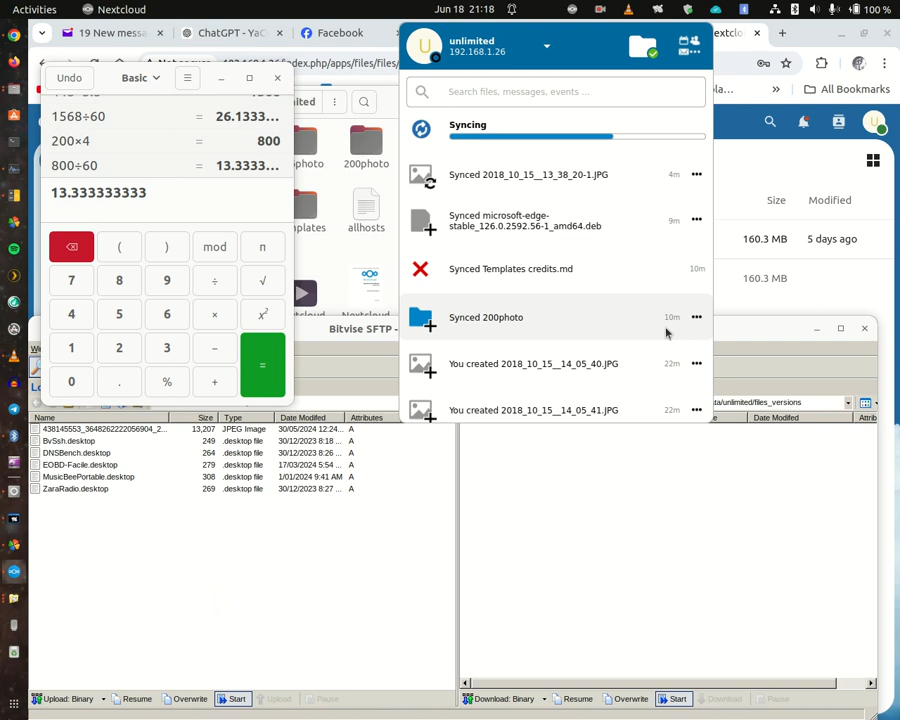 Activities
Nextcloud
Jun 18 21:18
100 %
19 New messa
ChatGPT - YaC
Facebook
index.php/apps/files/files/
All Bookmarks
Undo
Basic
1568÷60 = 26.1333...
200×4 = 800
800÷60 = 13.3333...
13.333333333
( ) mod π
7 8 9 ÷ √
4 5 6 × x²
1 2 3 − =
0 . % +
unlimited
192.168.1.26
Search files, messages, events ...
Syncing
Synced 2018_10_15__13_38_20-1.JPG 4m
Synced microsoft-edge-
stable_126.0.2592.56-1_amd64.deb 9m
Synced Templates credits.md 10m
Synced 200photo 10m
You created 2018_10_15__14_05_40.JPG 22m
You created 2018_10_15__14_05_41.JPG 22m
200photo
allhosts
Size Modified
160.3 MB 5 days ago
160.3 MB
Bitvise SFTP -
ata/unlimited/files_versions
Name Size Type Date Modified Attributes
Date Modified
438145553_3648262222056904_2... 13,207 JPEG Image 30/05/2024 12:24... A
BvSsh.desktop 249 .desktop file 30/12/2023 8:18 ... A
DNSBench.desktop 264 .desktop file 30/12/2023 8:26 ... A
EOBD-Facile.desktop 279 .desktop file 17/03/2024 5:54 ... A
MusicBeePortable.desktop 308 .desktop file 1/01/2024 9:41 AM A
ZaraRadio.desktop 269 .desktop file 30/12/2023 8:27 ... A
Upload: Binary Resume Overwrite Start Upload Pause
Download: Binary Resume Overwrite Start Download Pause